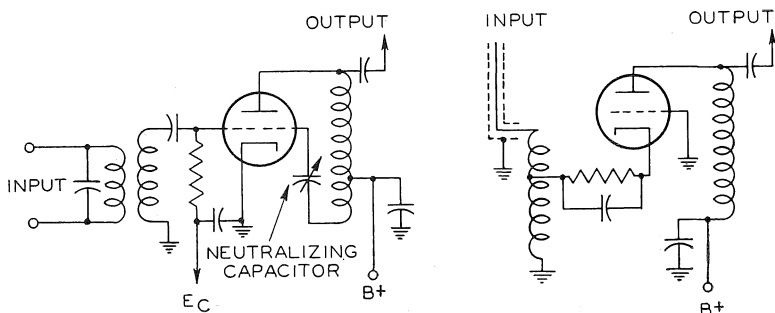 OUTPUT
INPUT
NEUTRALIZING
CAPACITOR
EC
B+
INPUT
OUTPUT
B+